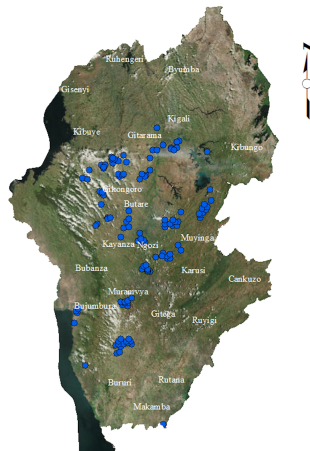 Ruhengeri
Byumba
Gisenyi
Kigali
Kibuye
Gitarama
Kibungo
Gikongoro
Butare
Muyinga
Kayanza
Ngozi
Bubanza
Karusi
Cankuzo
Muramvya
Bujumbura
Gitega
Ruyigi
Bururi
Rutana
Makamba